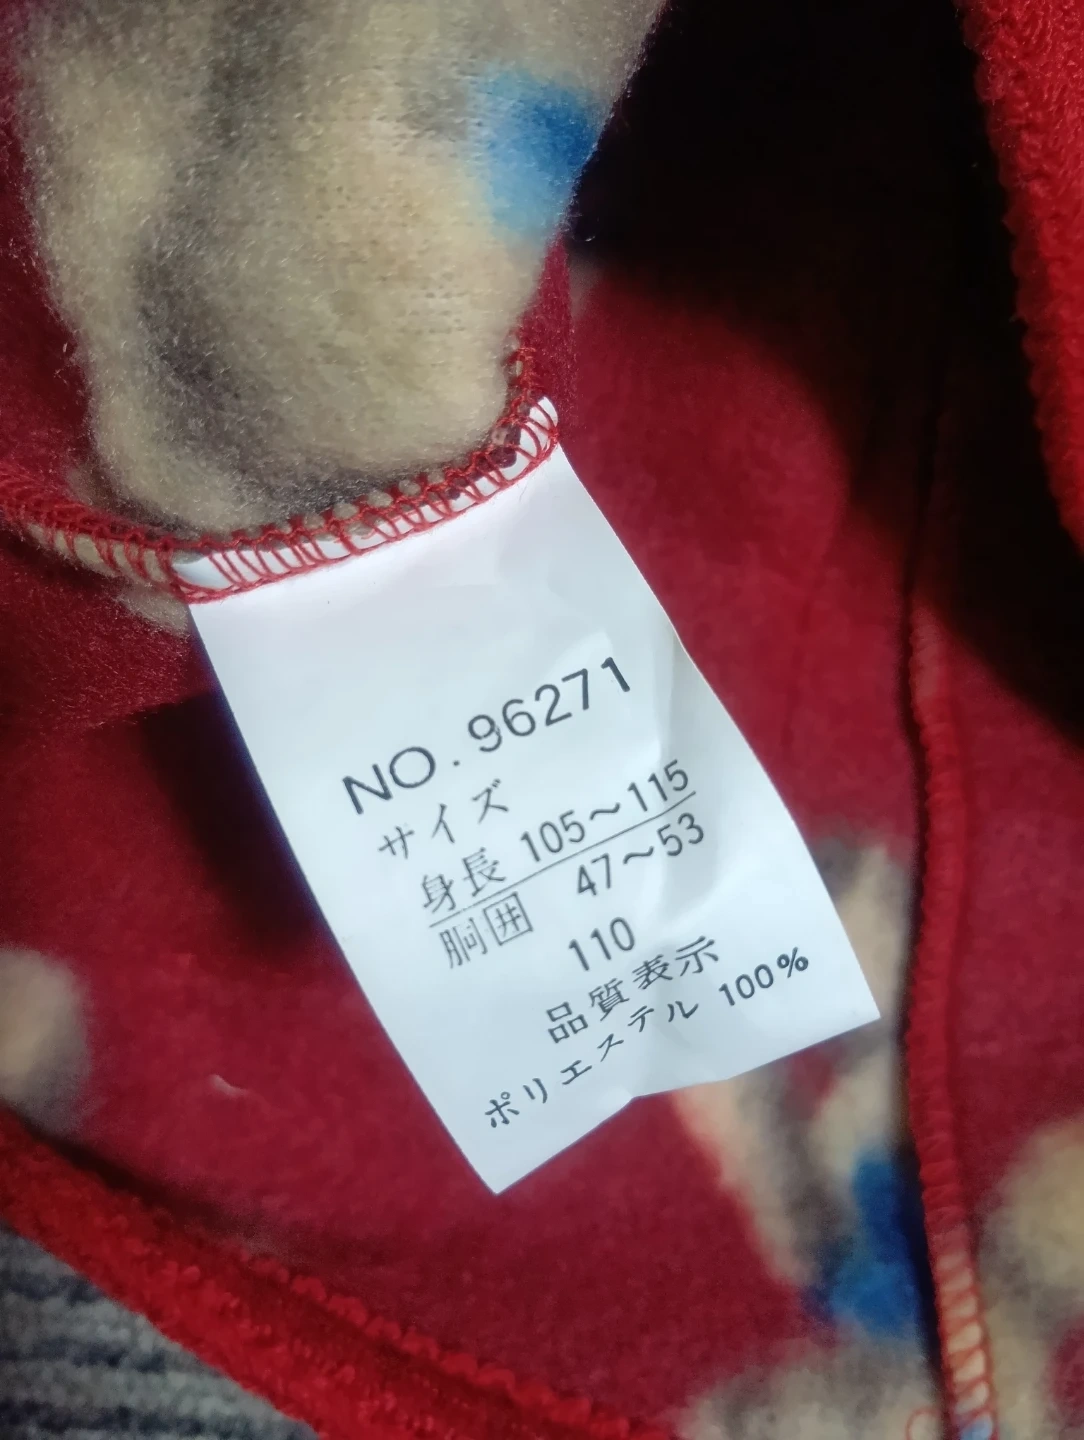 NO.96271
サイズ
身長 105～115
胴囲 47～53
110
品質表示
ポリエステル 100%